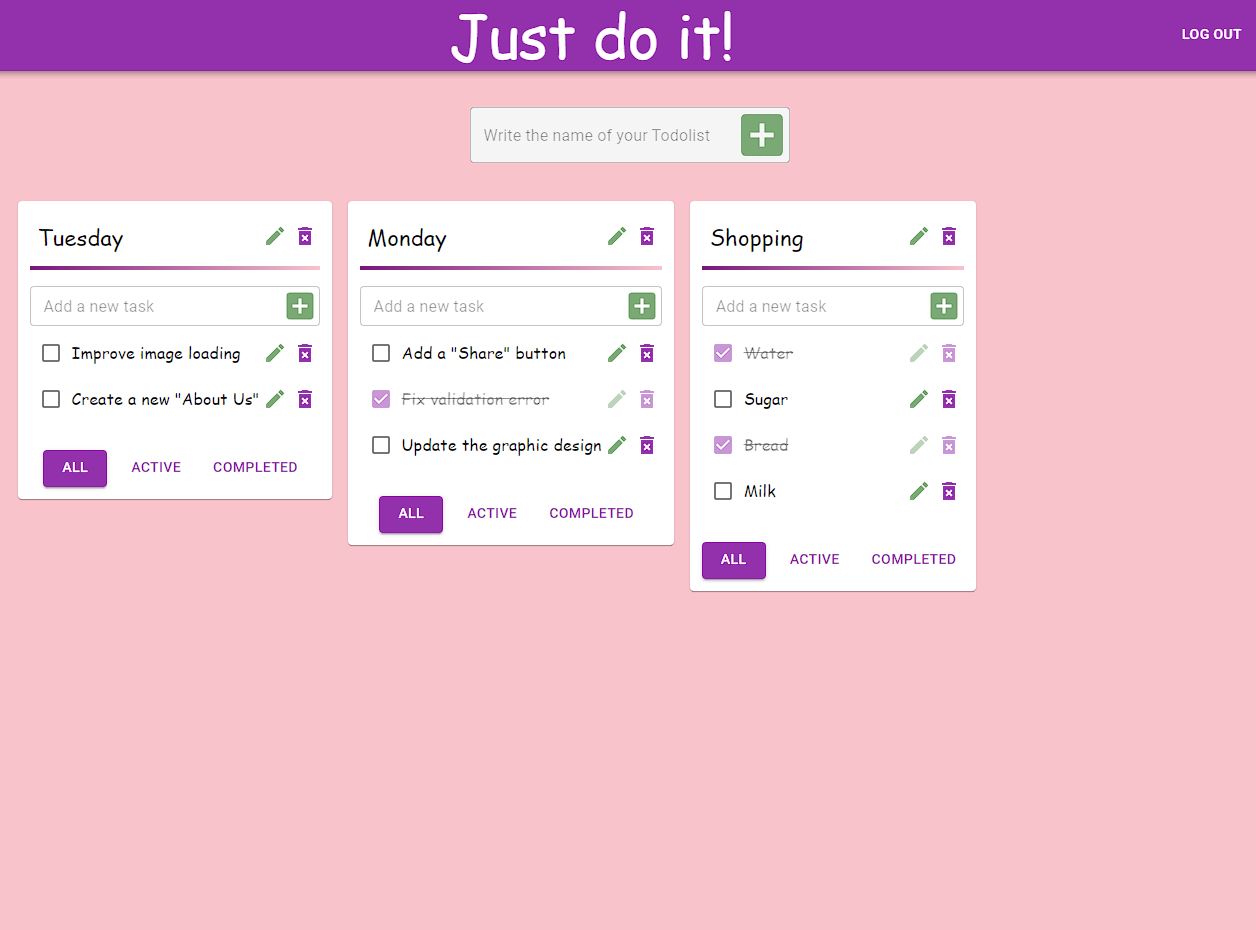 Just do it!
LOG OUT
Write the name of your Todolist
Tuesday
Add a new task
Improve image loading
Create a new "About Us"
ALL ACTIVE COMPLETED
Monday
Add a new task
Add a "Share" button
Fix validation error
Update the graphic design
ALL ACTIVE COMPLETED
Shopping
Add a new task
Water
Sugar
Bread
Milk
ALL ACTIVE COMPLETED